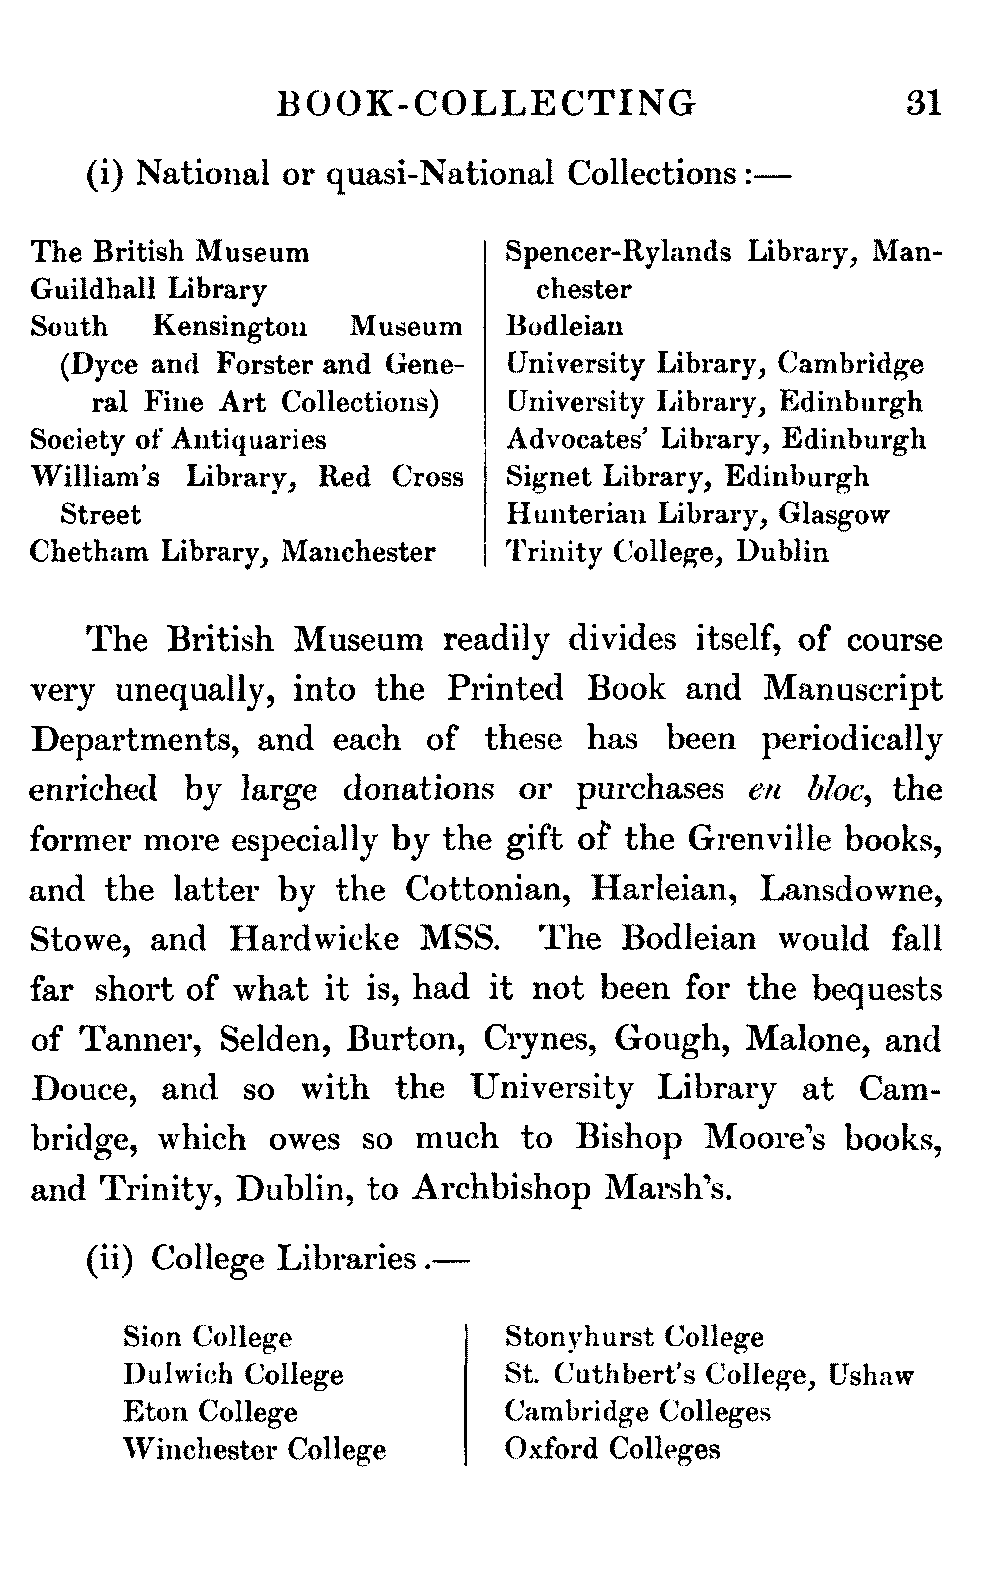 BOOK-COLLECTING 31
(i) National or quasi-National Collections :—
The British Museum
Guildhall Library
South Kensington Museum
(Dyce and Forster and Gene-
ral Fine Art Collections)
Society of Antiquaries
William's Library, Red Cross
Street
Chetham Library, Manchester
Spencer-Rylands Library, Man-
chester
Bodleian
University Library, Cambridge
University Library, Edinburgh
Advocates' Library, Edinburgh
Signet Library, Edinburgh
Hunterian Library, Glasgow
Trinity College, Dublin
The British Museum readily divides itself, of course
very unequally, into the Printed Book and Manuscript
Departments, and each of these has been periodically
enriched by large donations or purchases en bloc, the
former more especially by the gift of the Grenville books,
and the latter by the Cottonian, Harleian, Lansdowne,
Stowe, and Hardwicke MSS. The Bodleian would fall
far short of what it is, had it not been for the bequests
of Tanner, Selden, Burton, Crynes, Gough, Malone, and
Douce, and so with the University Library at Cam-
bridge, which owes so much to Bishop Moore's books,
and Trinity, Dublin, to Archbishop Marsh's.
(ii) College Libraries .—
Sion College
Dulwich College
Eton College
Winchester College
Stonyhurst College
St. Cuthbert's College, Ushaw
Cambridge Colleges
Oxford Colleges